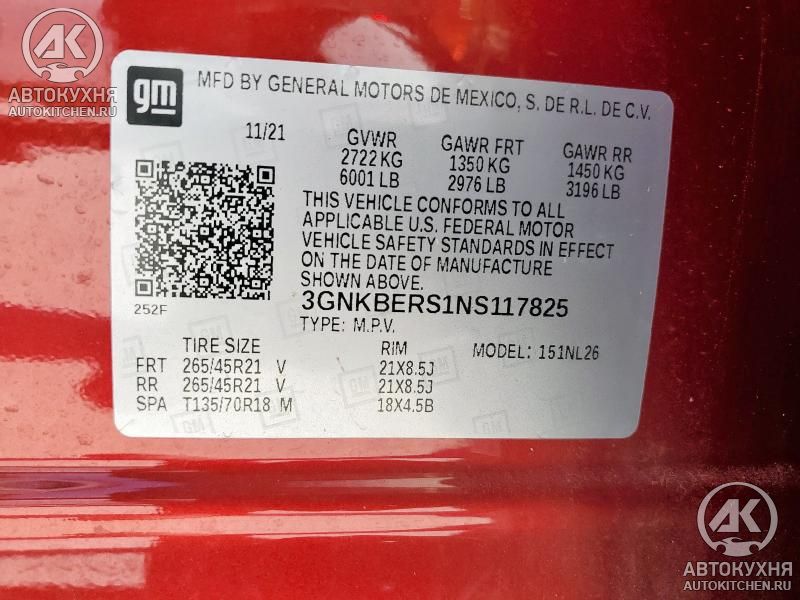 AK
АВТОКУХНЯ
AUTOKITCHEN.RU
gm
MFD BY GENERAL MOTORS DE MEXICO, S. DE R.L. DE C.V.
11/21 GVWR GAWR FRT GAWR RR
2722 KG 1350 KG 1450 KG
6001 LB 2976 LB 3196 LB
THIS VEHICLE CONFORMS TO ALL
APPLICABLE U.S. FEDERAL MOTOR
VEHICLE SAFETY STANDARDS IN EFFECT
ON THE DATE OF MANUFACTURE
SHOWN ABOVE.
252F
3GNKBERS1NS117825
TYPE: M.P.V.
TIRE SIZE RIM MODEL: 151NL26
FRT 265/45R21 V 21X8.5J
RR 265/45R21 V 21X8.5J
SPA T135/70R18 M 18X4.5B
AK
АВТОКУХНЯ
AUTOKITCHEN.RU